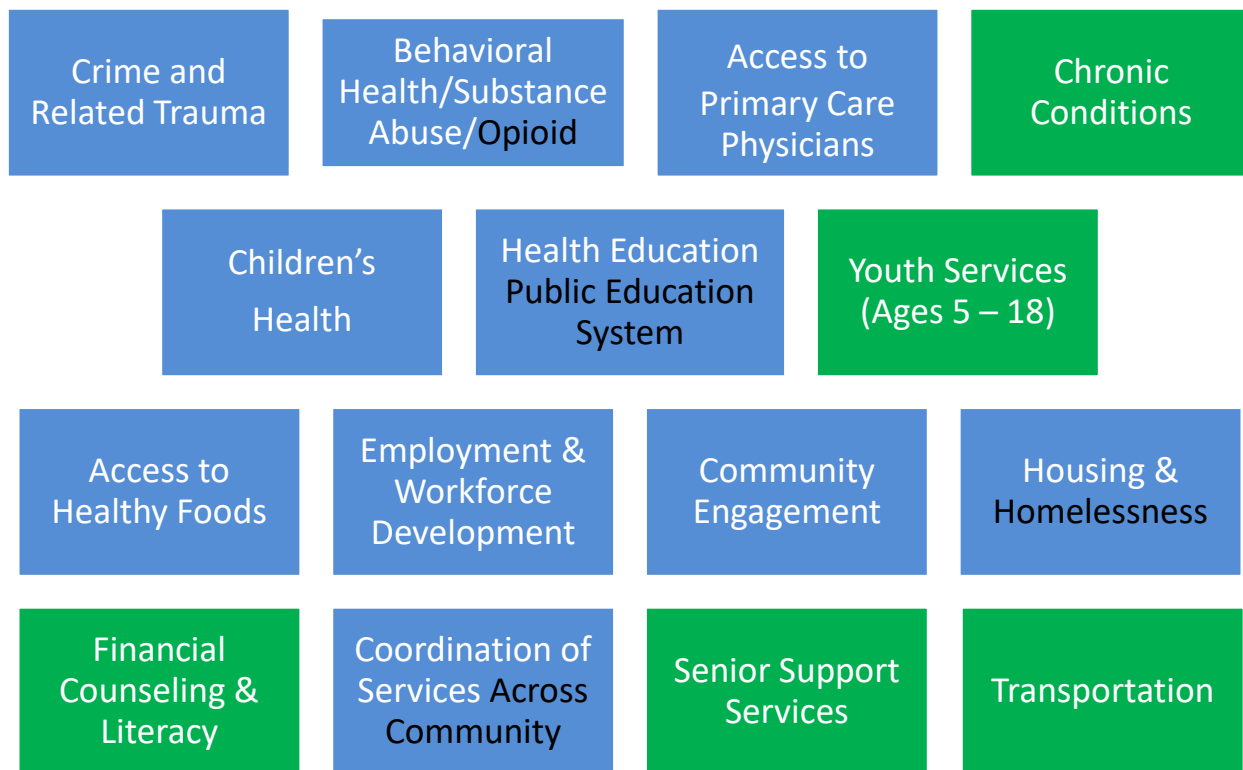 Crime and
Related Trauma
Behavioral
Health/Substance
Abuse/Opioid
Access to
Primary Care
Physicians
Chronic
Conditions
Children’s
Health
Health Education
Public Education
System
Youth Services
(Ages 5 – 18)
Access to
Healthy Foods
Employment &
Workforce
Development
Community
Engagement
Housing &
Homelessness
Financial
Counseling &
Literacy
Coordination of
Services Across
Community
Senior Support
Services
Transportation